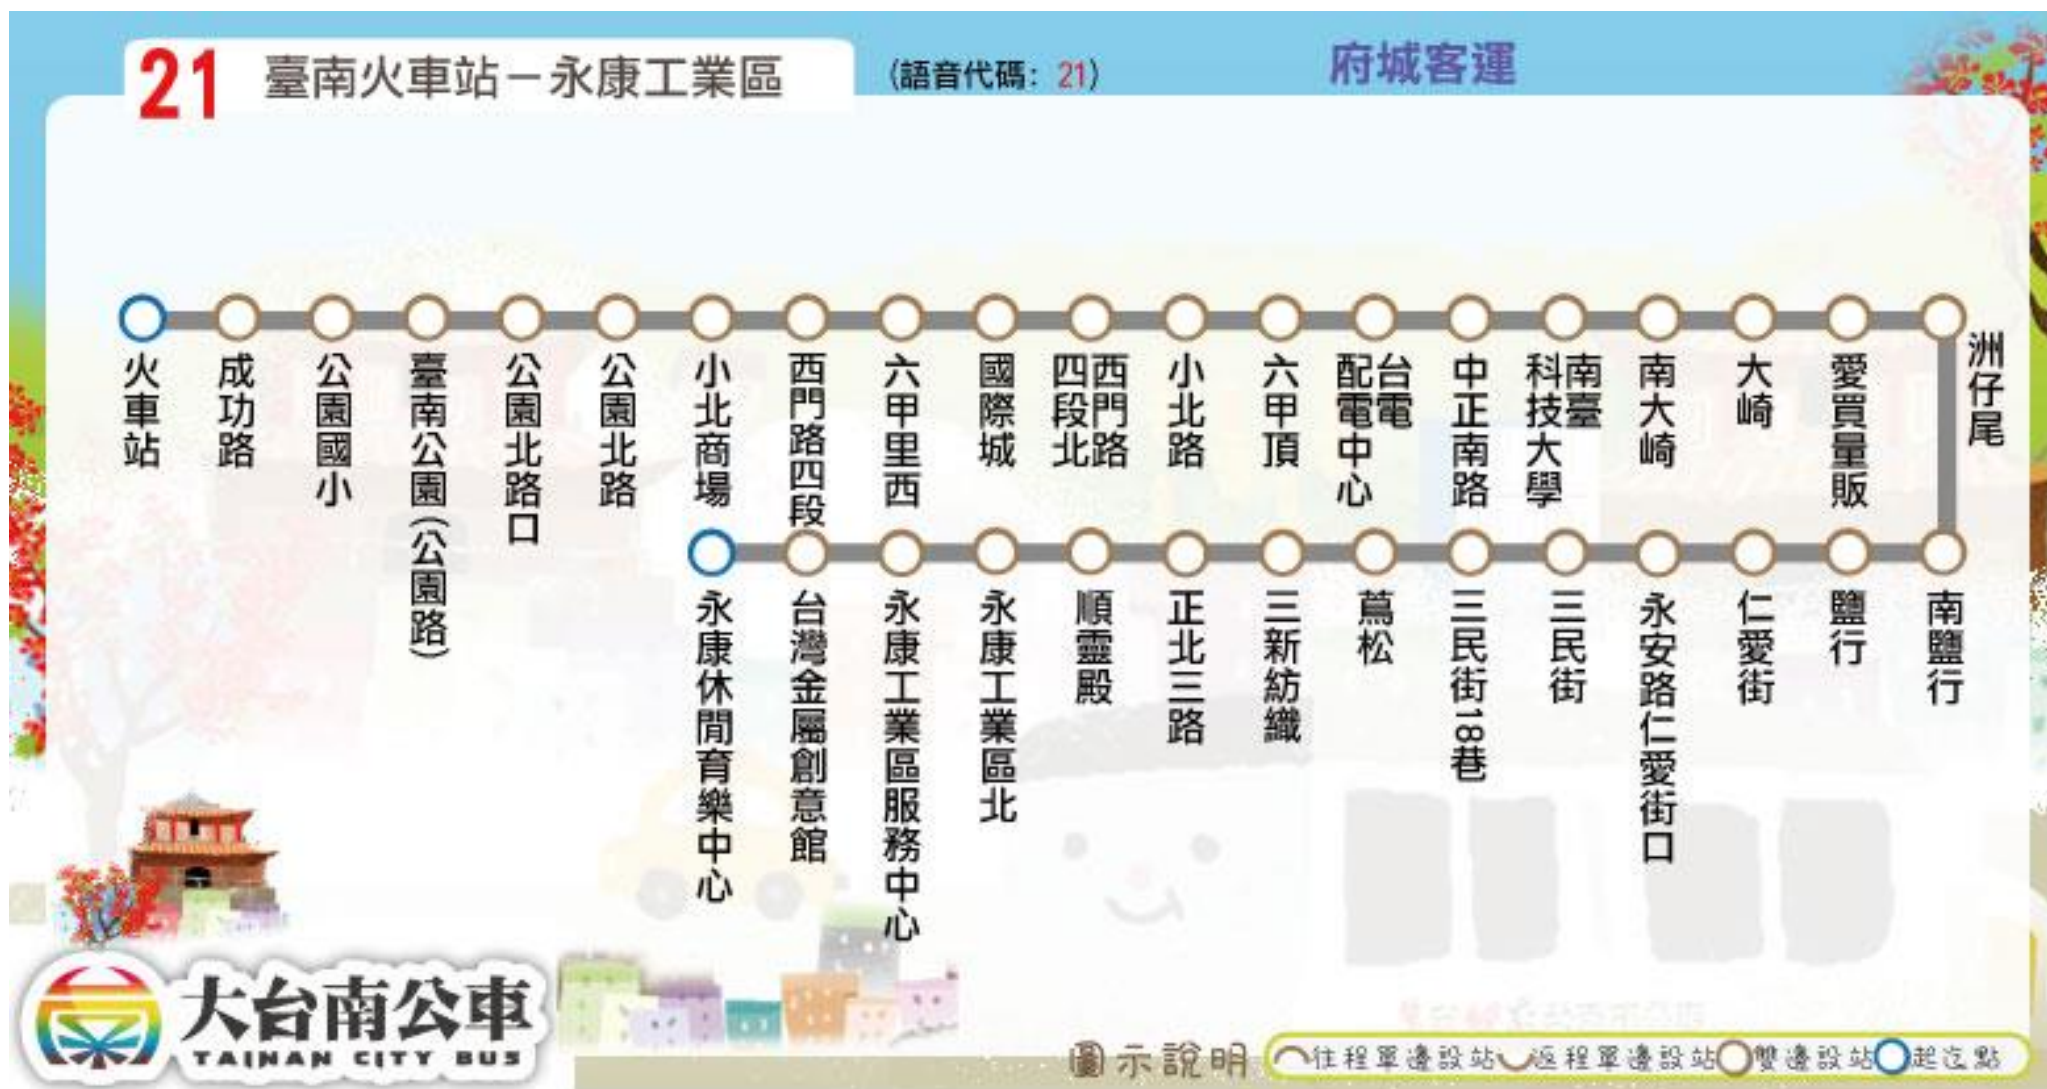 21 臺南火車站－永康工業區 (語音代碼：21) 府城客運
火車站
成功路
公園國小
臺南公園(公園路)
公園北路口
公園北路
小北商場
西門路四段
六甲里西
國際城
西門路
四段北
小北路
六甲頂
台電
配電中心
中正南路
南臺
科技大學
南大崎
大崎
愛買量販
洲仔尾
南鹽行
鹽行
仁愛街
永安路仁愛街口
三民街
三民街18巷
蔦松
三新紡織
正北三路
順靈殿
永康工業區北
永康工業區服務中心
台灣金屬創意館
永康休閒育樂中心
大台南公車
TAINAN CITY BUS
圖示說明 往程單邊設站 返程單邊設站 雙邊設站 起迄點